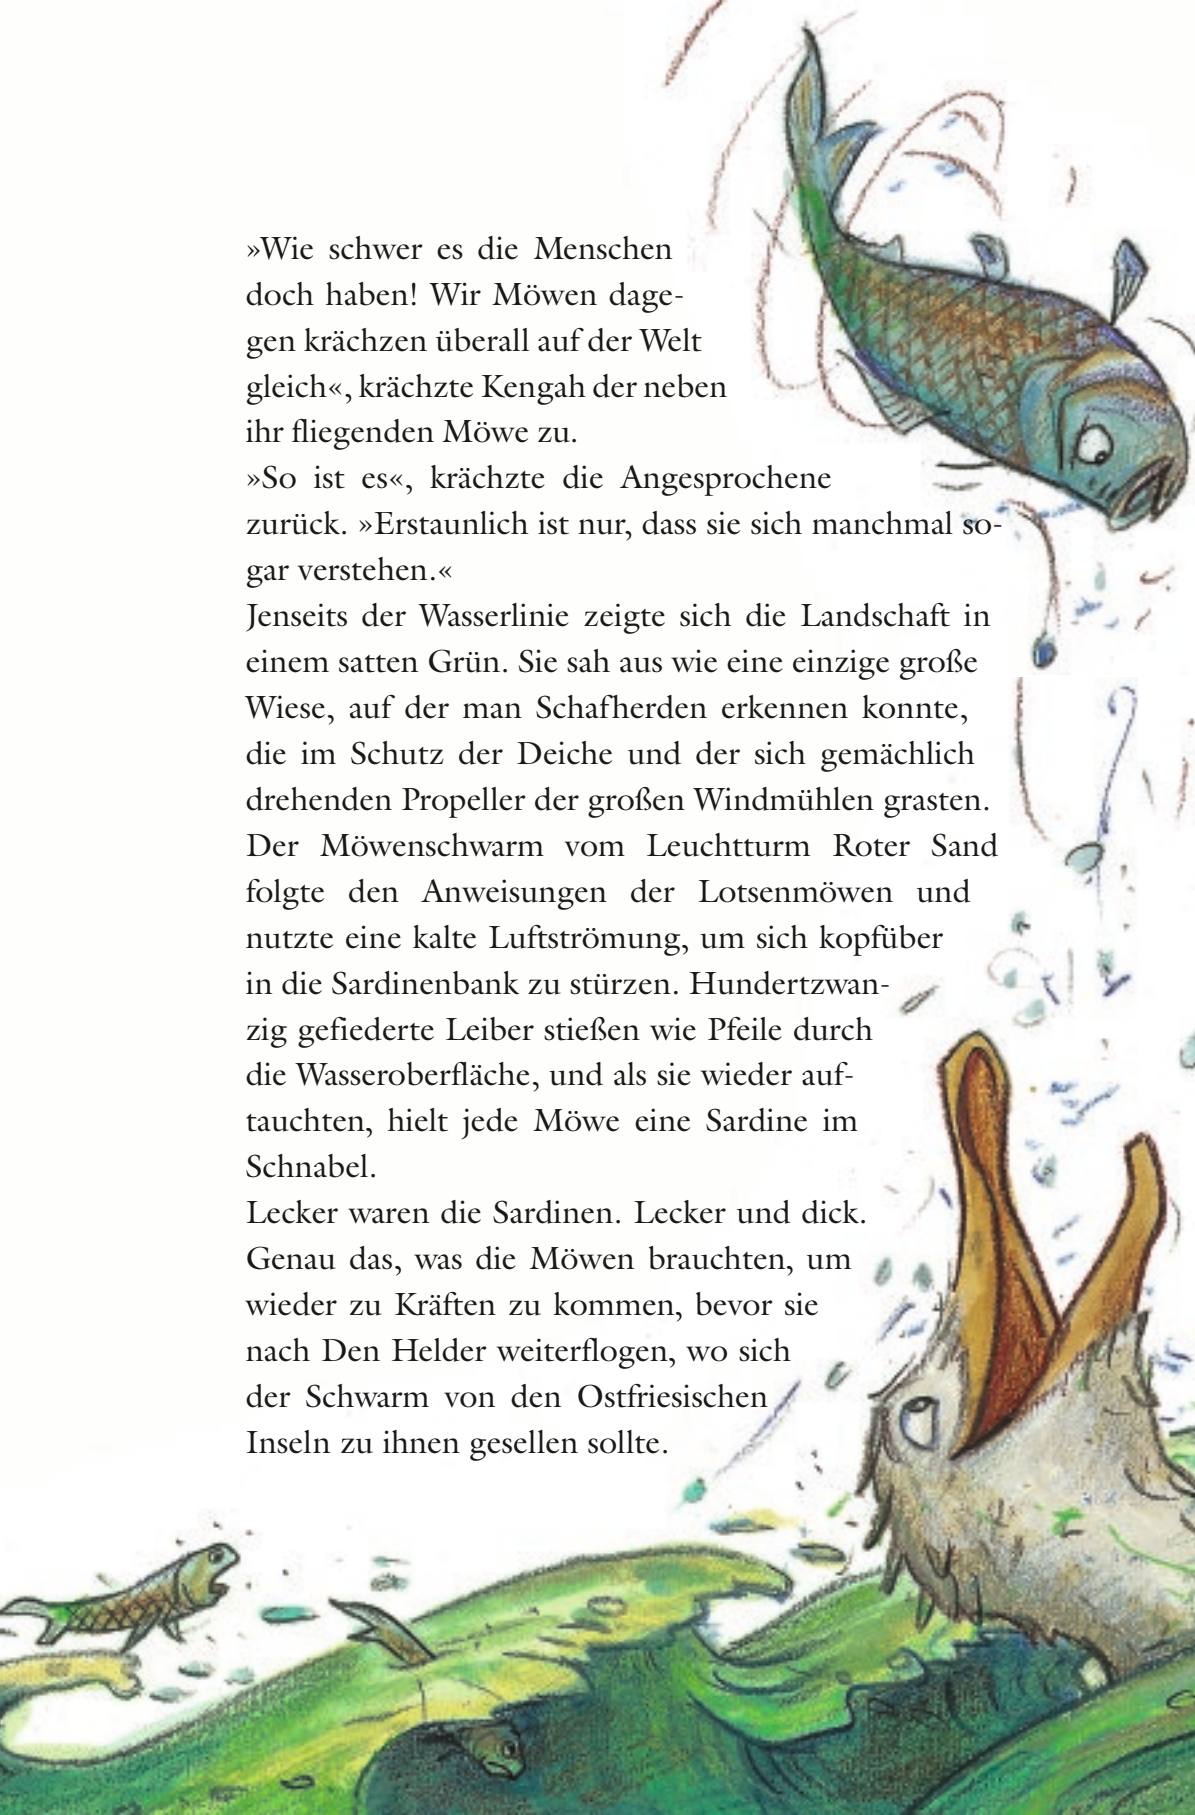 »Wie schwer es die Menschen
doch haben! Wir Möwen dage-
gen krächzen überall auf der Welt
gleich«, krächzte Kengah der neben
ihr fliegenden Möwe zu.
»So ist es«, krächzte die Angesprochene
zurück. »Erstaunlich ist nur, dass sie sich manchmal so-
gar verstehen.«
Jenseits der Wasserlinie zeigte sich die Landschaft in
einem satten Grün. Sie sah aus wie eine einzige große
Wiese, auf der man Schafherden erkennen konnte,
die im Schutz der Deiche und der sich gemächlich
drehenden Propeller der großen Windmühlen grasten.
Der Möwenschwarm vom Leuchtturm Roter Sand
folgte den Anweisungen der Lotsenmöwen und
nutzte eine kalte Luftströmung, um sich kopfüber
in die Sardinenbank zu stürzen. Hundertzwan-
zig gefiederte Leiber stießen wie Pfeile durch
die Wasseroberfläche, und als sie wieder auf-
tauchten, hielt jede Möwe eine Sardine im
Schnabel.
Lecker waren die Sardinen. Lecker und dick.
Genau das, was die Möwen brauchten, um
wieder zu Kräften zu kommen, bevor sie
nach Den Helder weiterflogen, wo sich
der Schwarm von den Ostfriesischen
Inseln zu ihnen gesellen sollte.